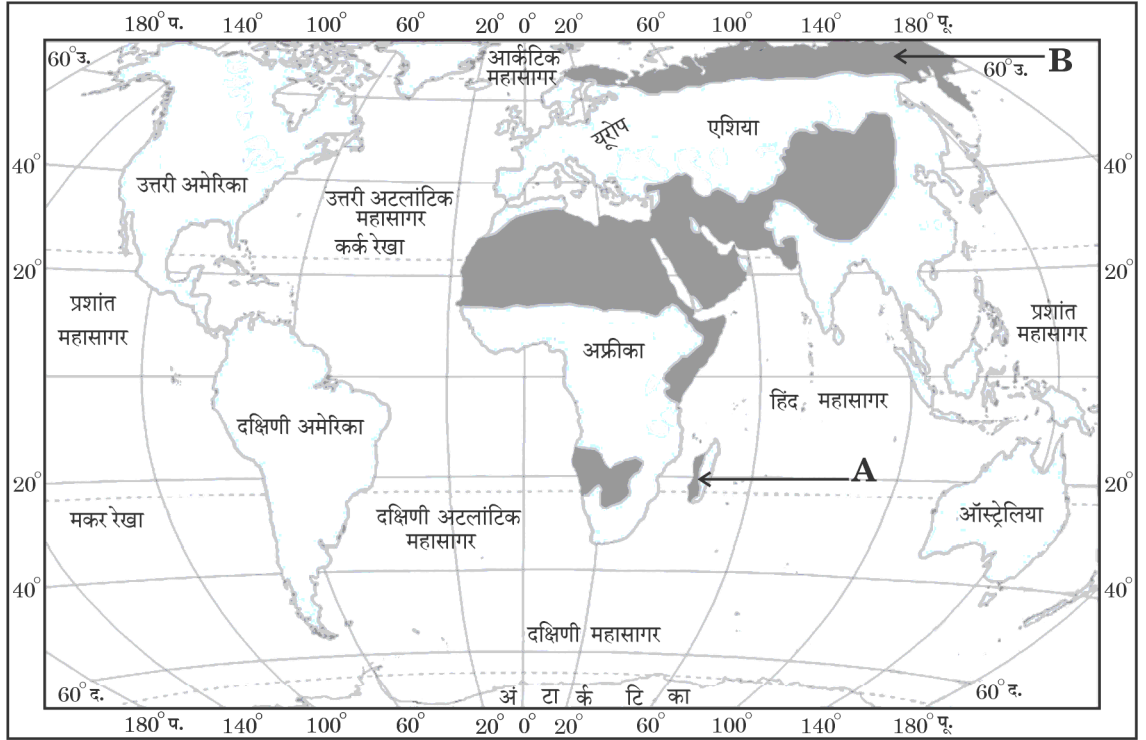 180° प. 140° 100° 60° 20° 0° 20° 60° 100° 140° 180° पू.
60° उ.
आर्कटिक
महासागर
60° उ.
B
यूरोप
एशिया
40°
40°
उत्तरी अमेरिका
उत्तरी अटलांटिक
महासागर
कर्क रेखा
20°
20°
प्रशांत
महासागर
प्रशांत
महासागर
अफ्रीका
हिंद महासागर
दक्षिणी अमेरिका
A
20°
20°
मकर रेखा
दक्षिणी अटलांटिक
महासागर
ऑस्ट्रेलिया
40°
40°
दक्षिणी महासागर
60° द.
अं टा र्क टि का
60° द.
180° प. 140° 100° 60° 20° 0° 20° 60° 100° 140° 180° पू.